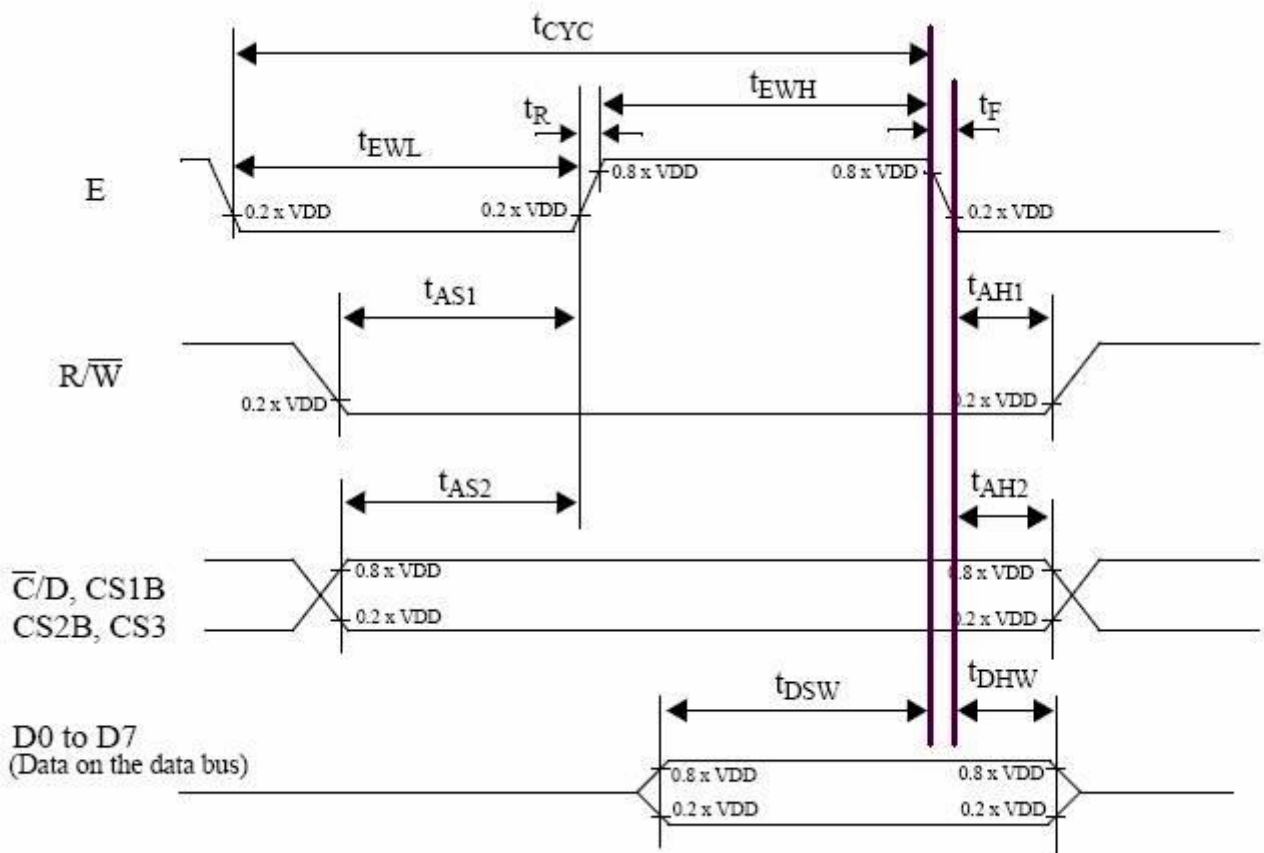 tCYC
tEWH
tR
tF
tEWL
E
0.8 x VDD
0.8 x VDD
0.2 x VDD
0.2 x VDD
0.2 x VDD
tAS1
tAH1
R/W̅
0.2 x VDD
0.2 x VDD
tAS2
tAH2
C̅/D, CS1B
CS2B, CS3
0.8 x VDD
0.8 x VDD
0.2 x VDD
0.2 x VDD
tDSW
tDHW
D0 to D7
(Data on the data bus)
0.8 x VDD
0.8 x VDD
0.2 x VDD
0.2 x VDD